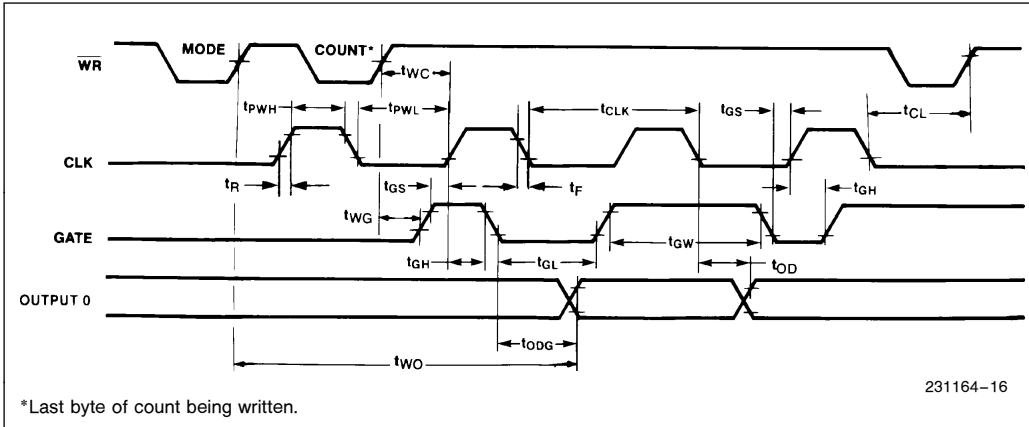 MODE COUNT*
WR
tWC
tPWH tPWL tCLK tGS tCL
CLK
tR tGS tF tGH
tWG
GATE
tGH tGL tGW tOD
OUTPUT 0
tODG
tWO
231164–16
*Last byte of count being written.